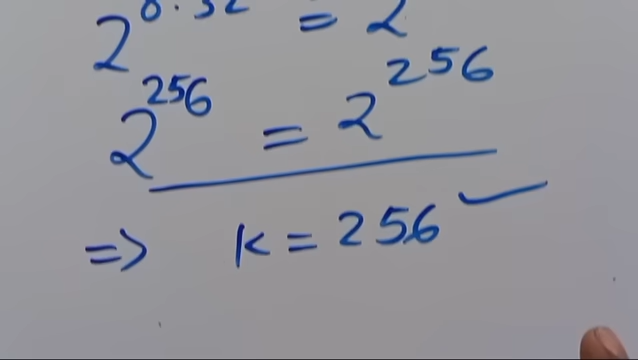 2^{8·32} = 2
2^{256} = 2^{256}
=> k = 256 ✓